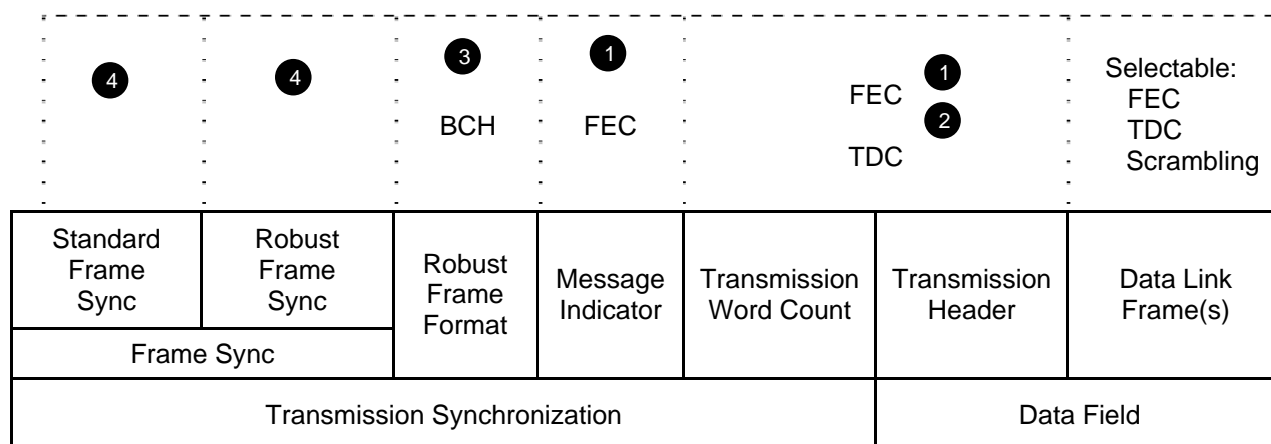 4
4
3
BCH
1
FEC
FEC 1
2
TDC
Selectable:
FEC
TDC
Scrambling
Standard
Frame
Sync
Robust
Frame
Sync
Frame Sync
Robust
Frame
Format
Message
Indicator
Transmission
Word Count
Transmission
Header
Data Link
Frame(s)
Transmission Synchronization
Data Field